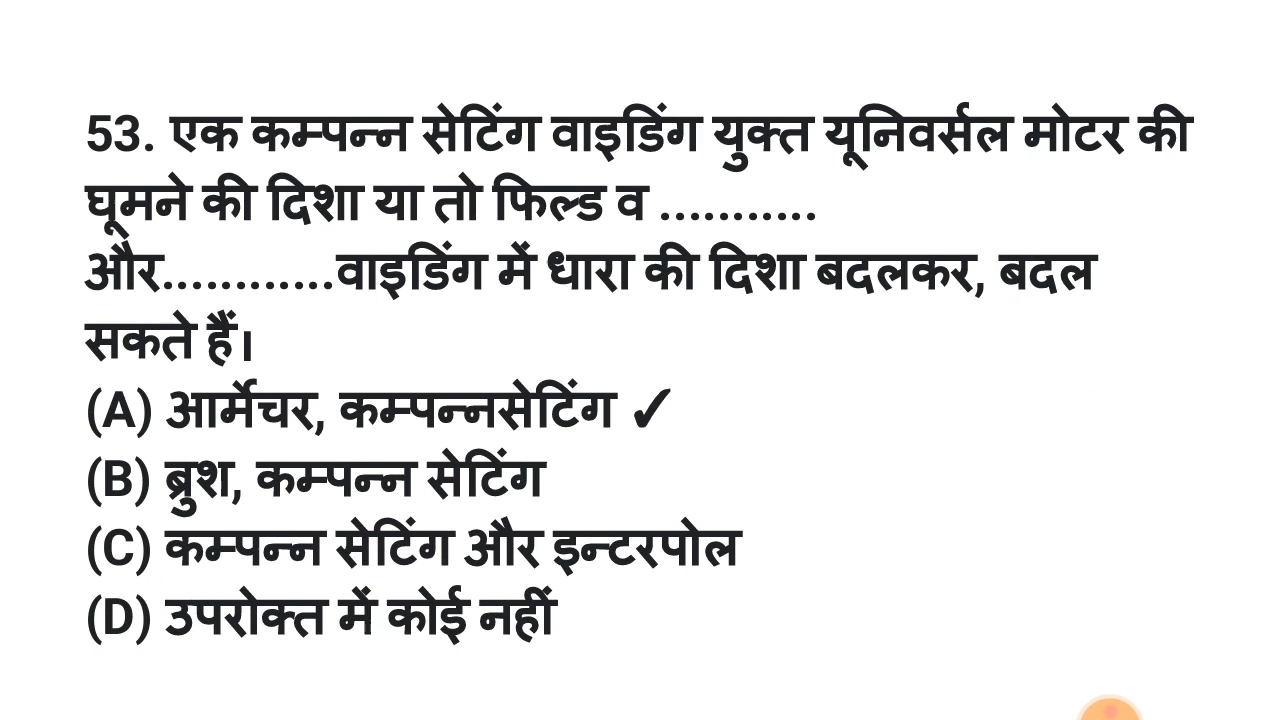 53. एक कम्पन्न सेटिंग वाइडिंग युक्त यूनिवर्सल मोटर की
घूमने की दिशा या तो फिल्ड व ...........
और............वाइडिंग में धारा की दिशा बदलकर, बदल
सकते हैं।
(A) आर्मेचर, कम्पन्नसेटिंग ✓
(B) ब्रुश, कम्पन्न सेटिंग
(C) कम्पन्न सेटिंग और इन्टरपोल
(D) उपरोक्त में कोई नहीं